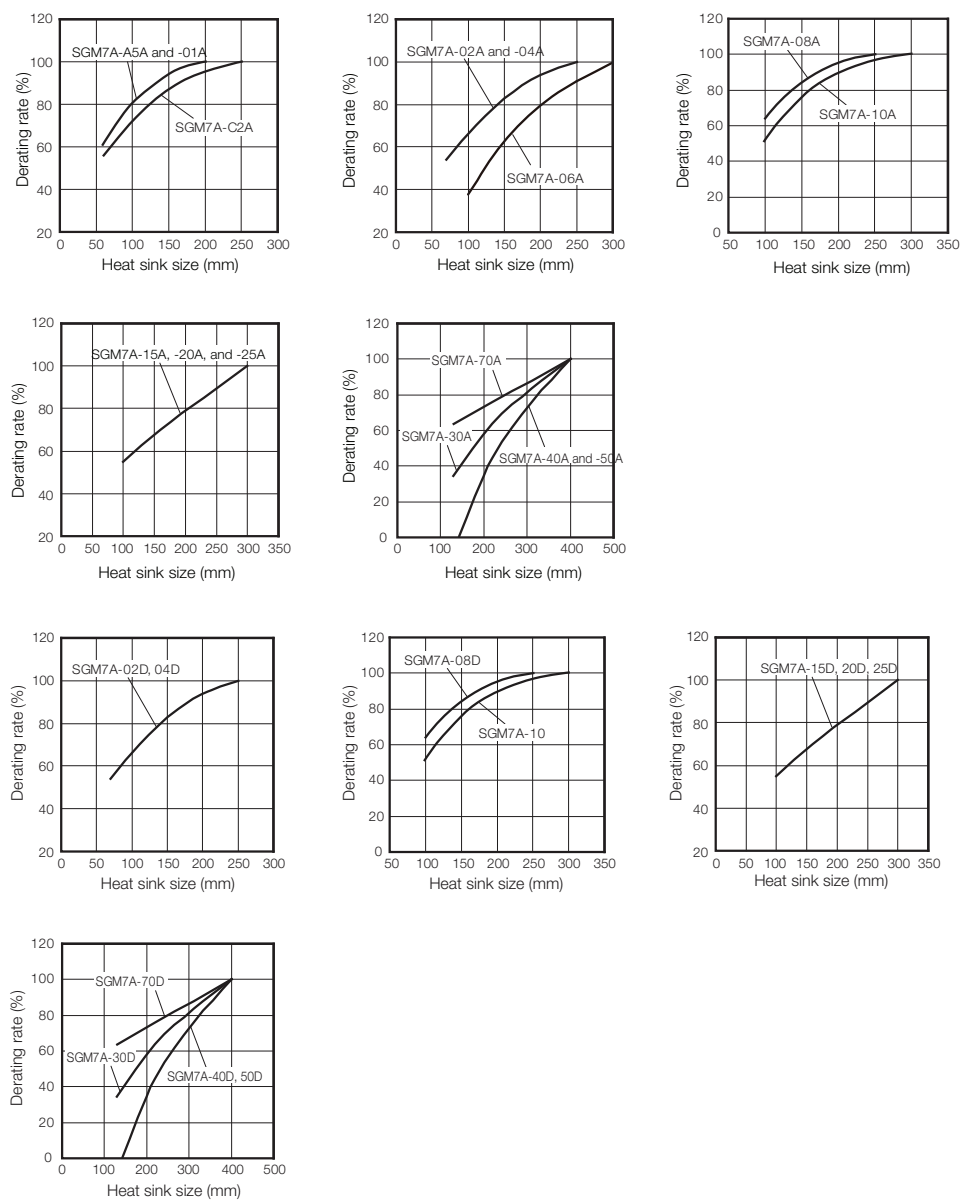 120
100
80
60
40
20
0 50 100 150 200 250 300
Derating rate (%)
Heat sink size (mm)
SGM7A-A5A and -01A
SGM7A-C2A
120
100
80
60
40
20
0 50 100 150 200 250 300
Derating rate (%)
Heat sink size (mm)
SGM7A-02A and -04A
SGM7A-06A
120
100
80
60
40
20
0
50 100 150 200 250 300 350
Derating rate (%)
Heat sink size (mm)
SGM7A-08A
SGM7A-10A
120
100
80
60
40
20
0 50 100 150 200 250 300 350
Derating rate (%)
Heat sink size (mm)
SGM7A-15A, -20A, and -25A
120
100
80
60
40
20
0
0 100 200 300 400 500
Derating rate (%)
Heat sink size (mm)
SGM7A-70A
SGM7A-30A
SGM7A-40A and -50A
120
100
80
60
40
20
0 50 100 150 200 250 300
Derating rate (%)
Heat sink size (mm)
SGM7A-02D, 04D
120
100
80
60
40
20
0
50 100 150 200 250 300 350
Derating rate (%)
Heat sink size (mm)
SGM7A-08D
SGM7A-10
120
100
80
60
40
20
0 50 100 150 200 250 300 350
Derating rate (%)
Heat sink size (mm)
SGM7A-15D, 20D, 25D
120
100
80
60
40
20
0
0 100 200 300 400 500
Derating rate (%)
Heat sink size (mm)
SGM7A-70D
SGM7A-30D
SGM7A-40D, 50D